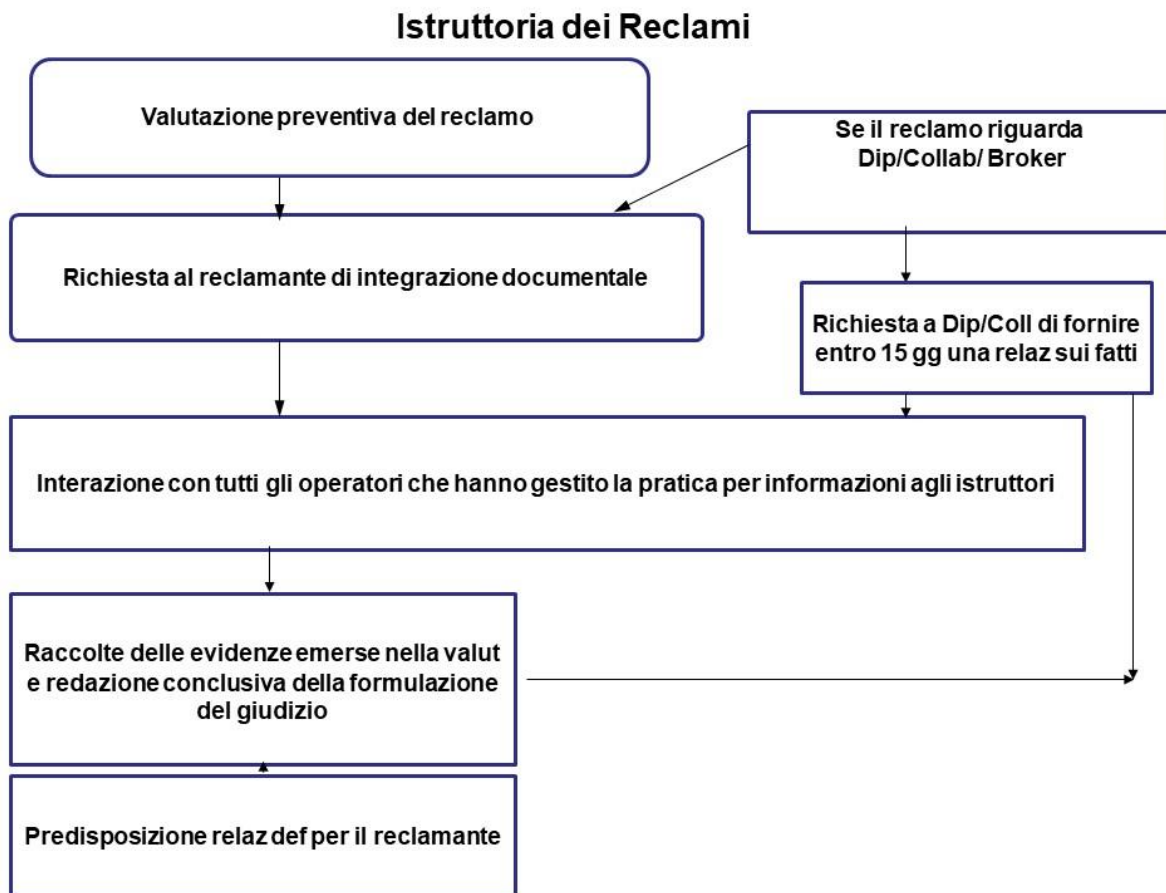 Istruttoria dei Reclami
Valutazione preventiva del reclamo
Se il reclamo riguarda
Dip/Collab/ Broker
Richiesta al reclamante di integrazione documentale
Richiesta a Dip/Coll di fornire
entro 15 gg una relaz sui fatti
Interazione con tutti gli operatori che hanno gestito la pratica per informazioni agli istruttori
Raccolte delle evidenze emerse nella valut
e redazione conclusiva della formulazione
del giudizio
Predisposizione relaz def per il reclamante